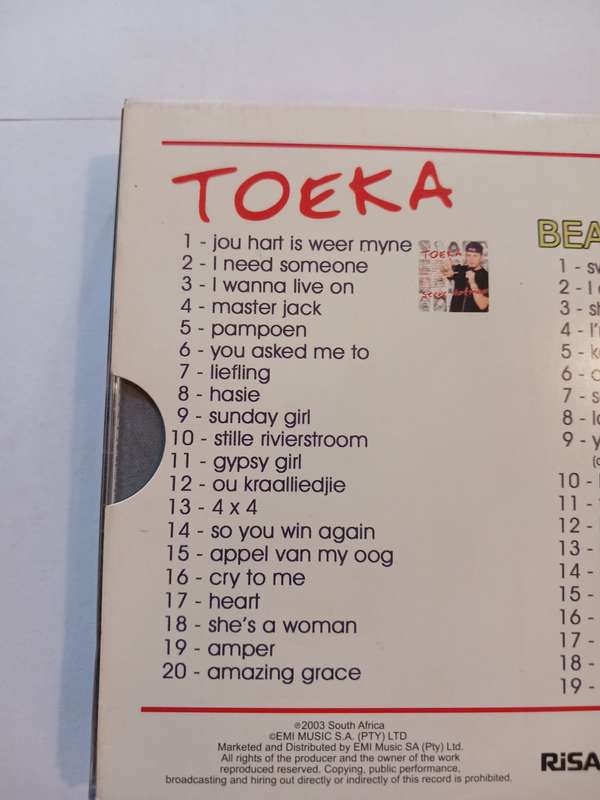 TOEKA
1 - jou hart is weer myne
2 - I need someone
3 - I wanna live on
4 - master jack
5 - pampoen
6 - you asked me to
7 - liefling
8 - hasie
9 - sunday girl
10 - stille rivierstroom
11 - gypsy girl
12 - ou kraalliedjie
13 - 4 x 4
14 - so you win again
15 - appel van my oog
16 - cry to me
17 - heart
18 - she's a woman
19 - amper
20 - amazing grace
TOEKA
BEA
1 - sw
2 - I
3 - sh
4 - I'
5 - k
6 -
7 - s
8 - lo
9 - y
10 -
11 -
12 -
13 -
14 -
15 -
16 -
17 -
18 -
19 -
℗2003 South Africa
©EMI MUSIC S.A. (PTY) LTD
Marketed and Distributed by EMI Music SA (Pty) Ltd.
All rights of the producer and the owner of the work
reproduced reserved. Copying, public performance,
broadcasting and hiring out directly or indirectly of this record is prohibited.
RiSA